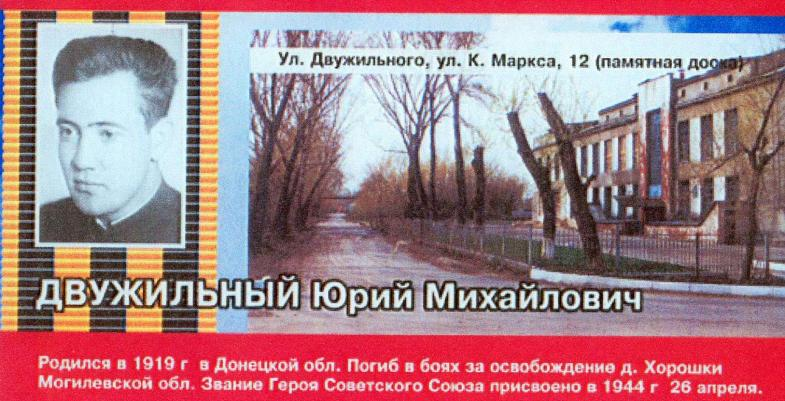 Ул. Двужильного, ул. К. Маркса, 12 (памятная доска)
ДВУЖИЛЬНЫЙ Юрий Михайлович
Родился в 1919 г в Донецкой обл. Погиб в боях за освобождение д. Хорошки
Могилевской обл. Звание Героя Советского Союза присвоено в 1944 г 26 апреля.